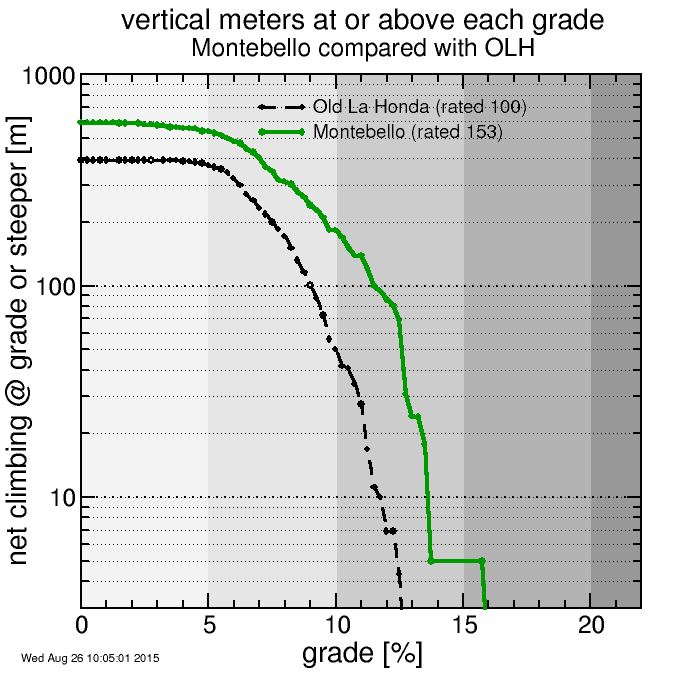 vertical meters at or above each grade
Montebello compared with OLH
1000
Old La Honda (rated 100)
Montebello (rated 153)
net climbing @ grade or steeper [m]
100
10
0 5 10 15 20
grade [%]
Wed Aug 26 10:05:01 2015